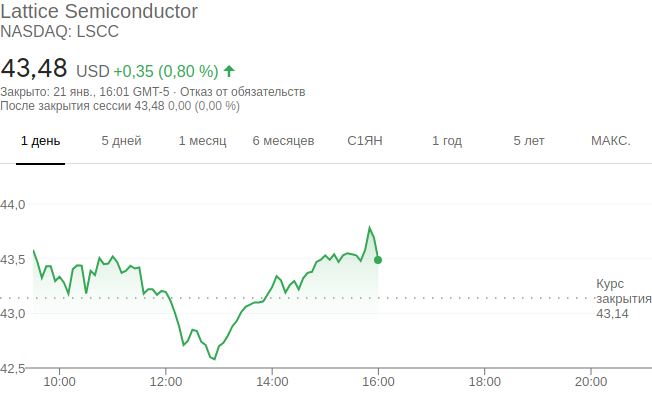 Lattice Semiconductor
NASDAQ: LSCC
43,48 USD +0,35 (0,80 %)
Закрыто: 21 янв., 16:01 GMT-5 · Отказ от обязательств
После закрытия сессии 43,48 0,00 (0,00 %)
1 день 5 дней 1 месяц 6 месяцев С1ЯН 1 год 5 лет МАКС.
44,0
43,5
Курс
закрытия
43,14
43,0
42,5
10:00 12:00 14:00 16:00 18:00 20:00